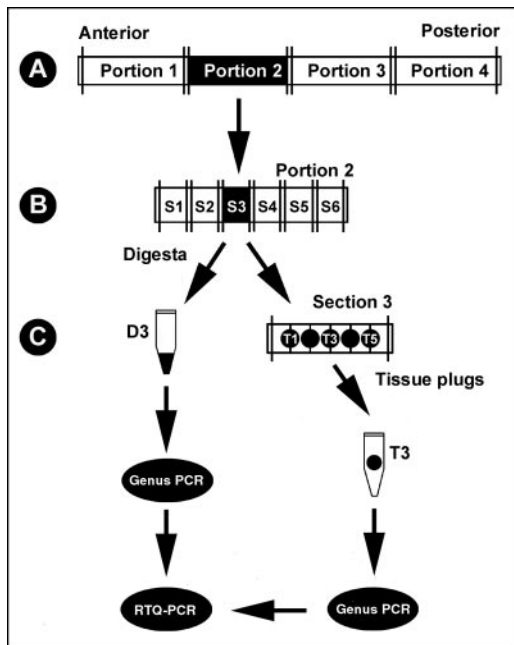 Anterior Posterior
A Portion 1 Portion 2 Portion 3 Portion 4
Portion 2
B S1 S2 S3 S4 S5 S6
Digesta
Section 3
C D3 T1 T3 T5
Tissue plugs
T3
Genus PCR
RTQ-PCR Genus PCR